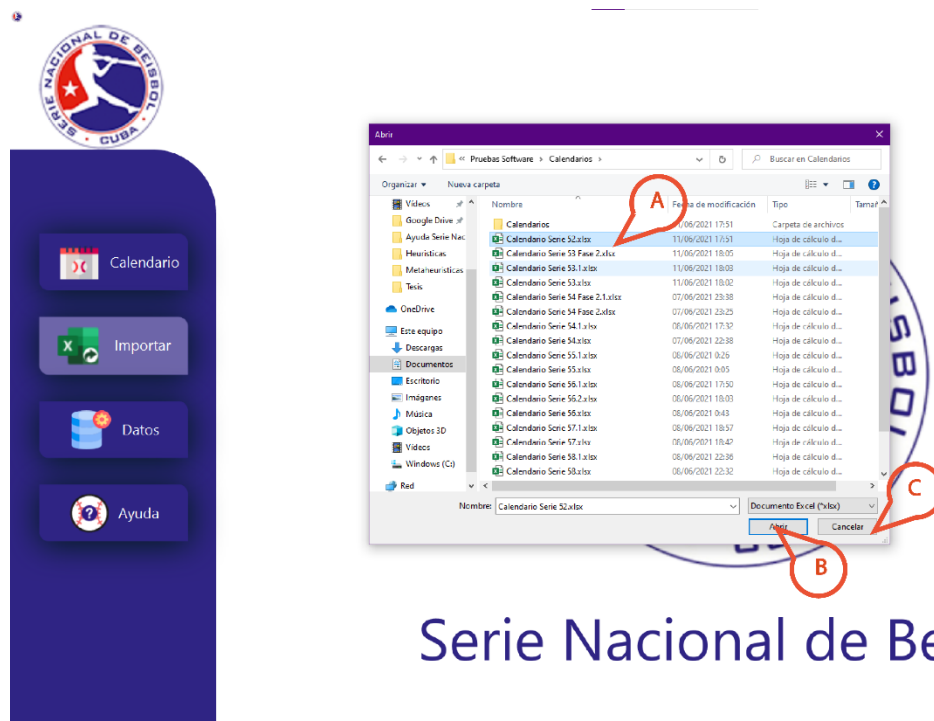 SERIE NACIONAL DE BEISBOL
CUBA
Calendario
Importar
Datos
Ayuda
Abrir
« Pruebas Software › Calendarios ›
Buscar en Calendarios
Organizar
Nueva carpeta
Vídeos
Google Drive
Ayuda Serie Nac
Heuristicas
Metaheuristicas
Tesis
OneDrive
Este equipo
Descargas
Documentos
Escritorio
Imágenes
Música
Objetos 3D
Vídeos
Windows (C:)
Red
Nombre Fecha de modificación Tipo Tamañ
Calendarios 11/06/2021 17:51 Carpeta de archivos
Calendario Serie 52.xlsx 11/06/2021 17:51 Hoja de cálculo d...
Calendario Serie 53 Fase 2.xlsx 11/06/2021 18:05 Hoja de cálculo d...
Calendario Serie 53.1.xlsx 11/06/2021 18:03 Hoja de cálculo d...
Calendario Serie 53.xlsx 11/06/2021 18:02 Hoja de cálculo d...
Calendario Serie 54 Fase 2.1.xlsx 07/06/2021 23:38 Hoja de cálculo d...
Calendario Serie 54 Fase 2.xlsx 07/06/2021 23:25 Hoja de cálculo d...
Calendario Serie 54.1.xlsx 08/06/2021 17:32 Hoja de cálculo d...
Calendario Serie 54.xlsx 07/06/2021 22:38 Hoja de cálculo d...
Calendario Serie 55.1.xlsx 08/06/2021 0:26 Hoja de cálculo d...
Calendario Serie 55.xlsx 08/06/2021 0:05 Hoja de cálculo d...
Calendario Serie 56.1.xlsx 08/06/2021 17:50 Hoja de cálculo d...
Calendario Serie 56.2.xlsx 08/06/2021 18:03 Hoja de cálculo d...
Calendario Serie 56.xlsx 08/06/2021 0:43 Hoja de cálculo d...
Calendario Serie 57.1.xlsx 08/06/2021 18:57 Hoja de cálculo d...
Calendario Serie 57.xlsx 08/06/2021 18:42 Hoja de cálculo d...
Calendario Serie 58.1.xlsx 08/06/2021 22:36 Hoja de cálculo d...
Calendario Serie 58.xlsx 08/06/2021 22:32 Hoja de cálculo d...
Nombre: Calendario Serie 52.xlsx Documento Excel (*xlsx)
Abrir Cancelar
A
B
C
ISBOL
Serie Nacional de Be